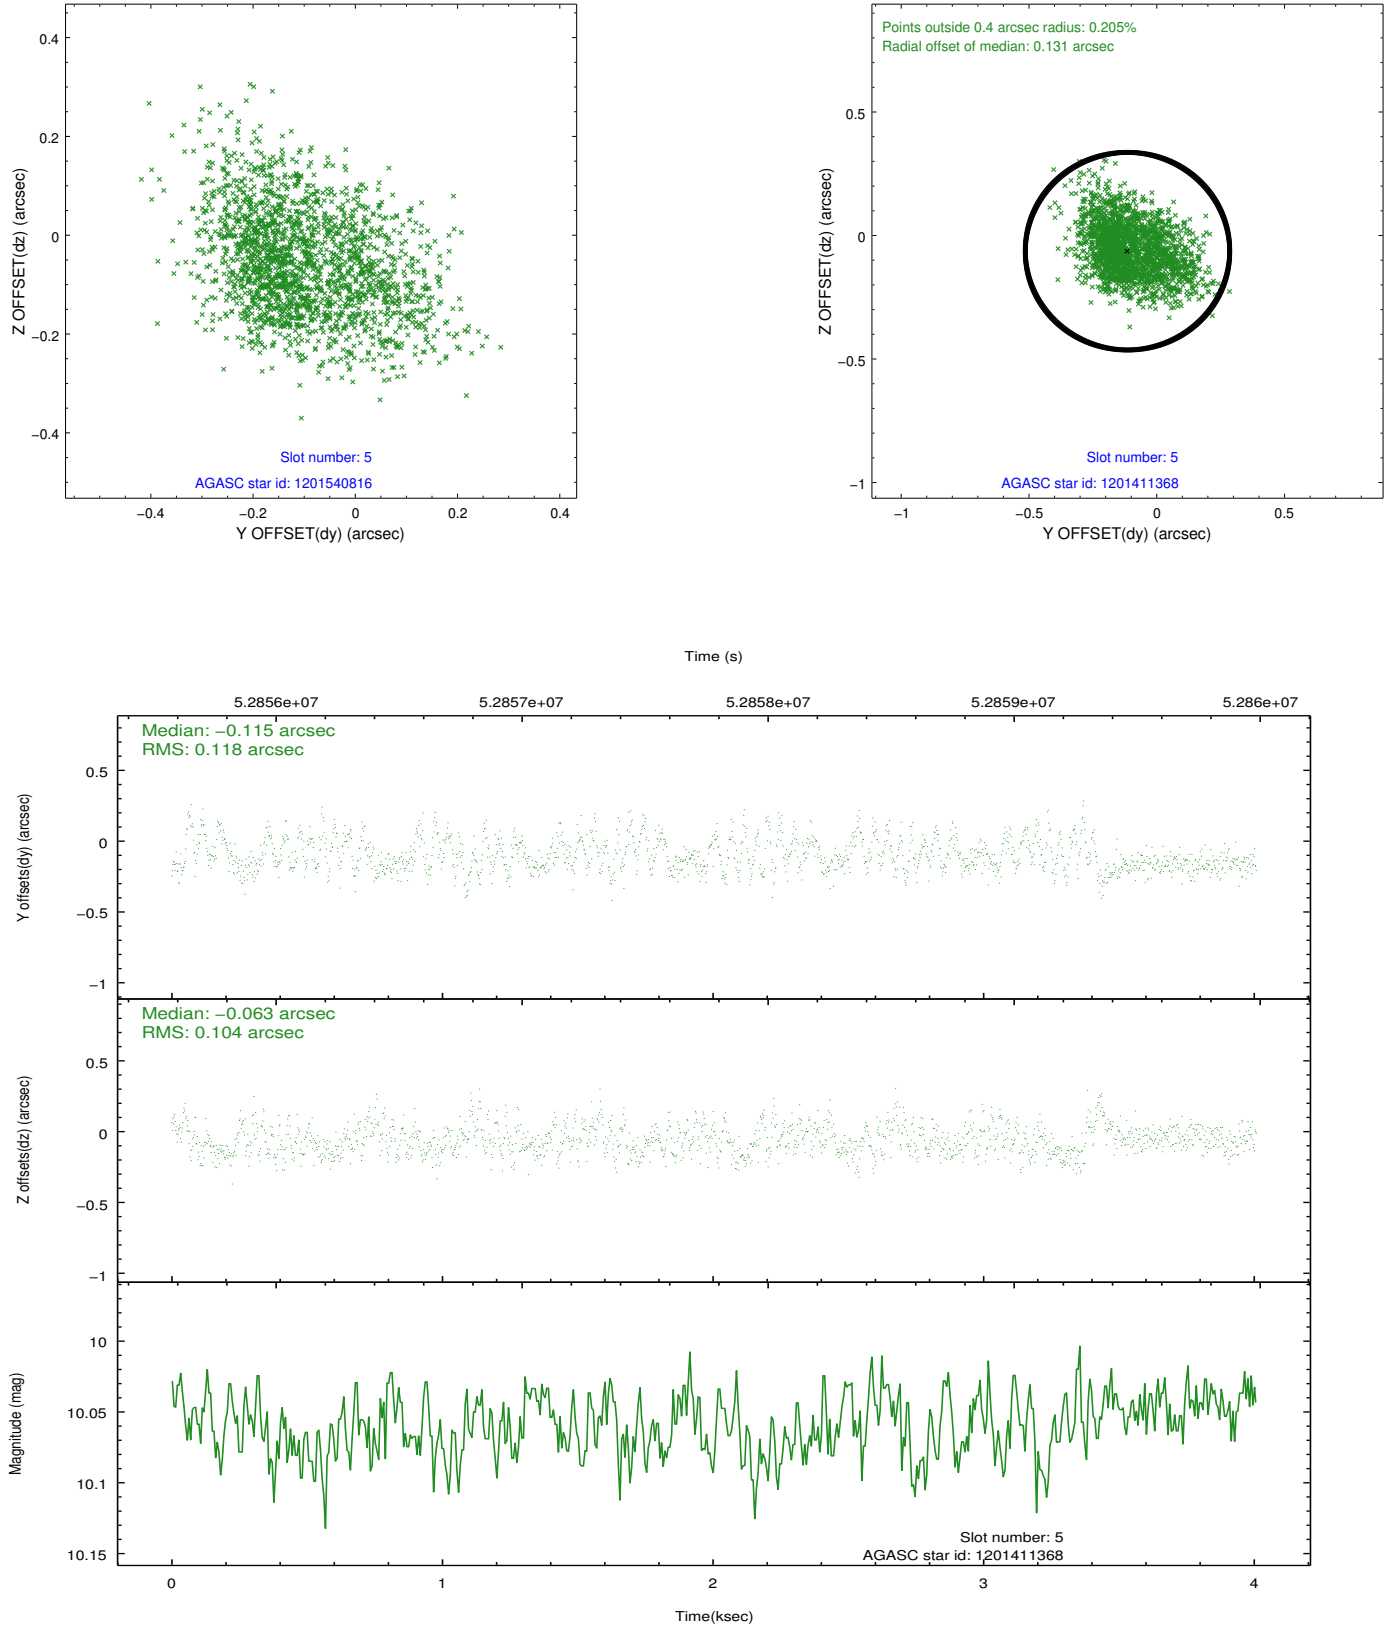 0.4
0.2
0
−0.2
−0.4
Z OFFSET(dz) (arcsec)
Slot number: 5
AGASC star id: 1201540816
−0.4
−0.2
0
0.2
0.4
Y OFFSET(dy) (arcsec)
Points outside 0.4 arcsec radius: 0.205%
Radial offset of median: 0.131 arcsec
0.5
0
−0.5
−1
Z OFFSET(dz) (arcsec)
Slot number: 5
AGASC star id: 1201411368
−1
−0.5
0
0.5
Y OFFSET(dy) (arcsec)
Time (s)
5.2856e+07
5.2857e+07
5.2858e+07
5.2859e+07
5.286e+07
Median: −0.115 arcsec
RMS: 0.118 arcsec
0.5
0
−0.5
−1
Y offsets(dy) (arcsec)
Median: −0.063 arcsec
RMS: 0.104 arcsec
0.5
0
−0.5
−1
Z offsets(dz) (arcsec)
10
10.05
10.1
10.15
Magnitude (mag)
Slot number: 5
AGASC star id: 1201411368
0
1
2
3
4
Time(ksec)